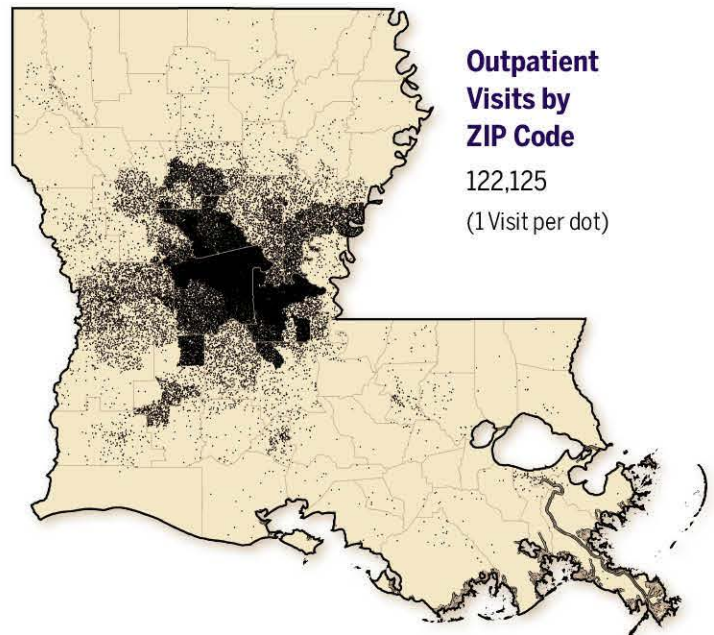 Outpatient
Visits by
ZIP Code
122,125
(1 Visit per dot)